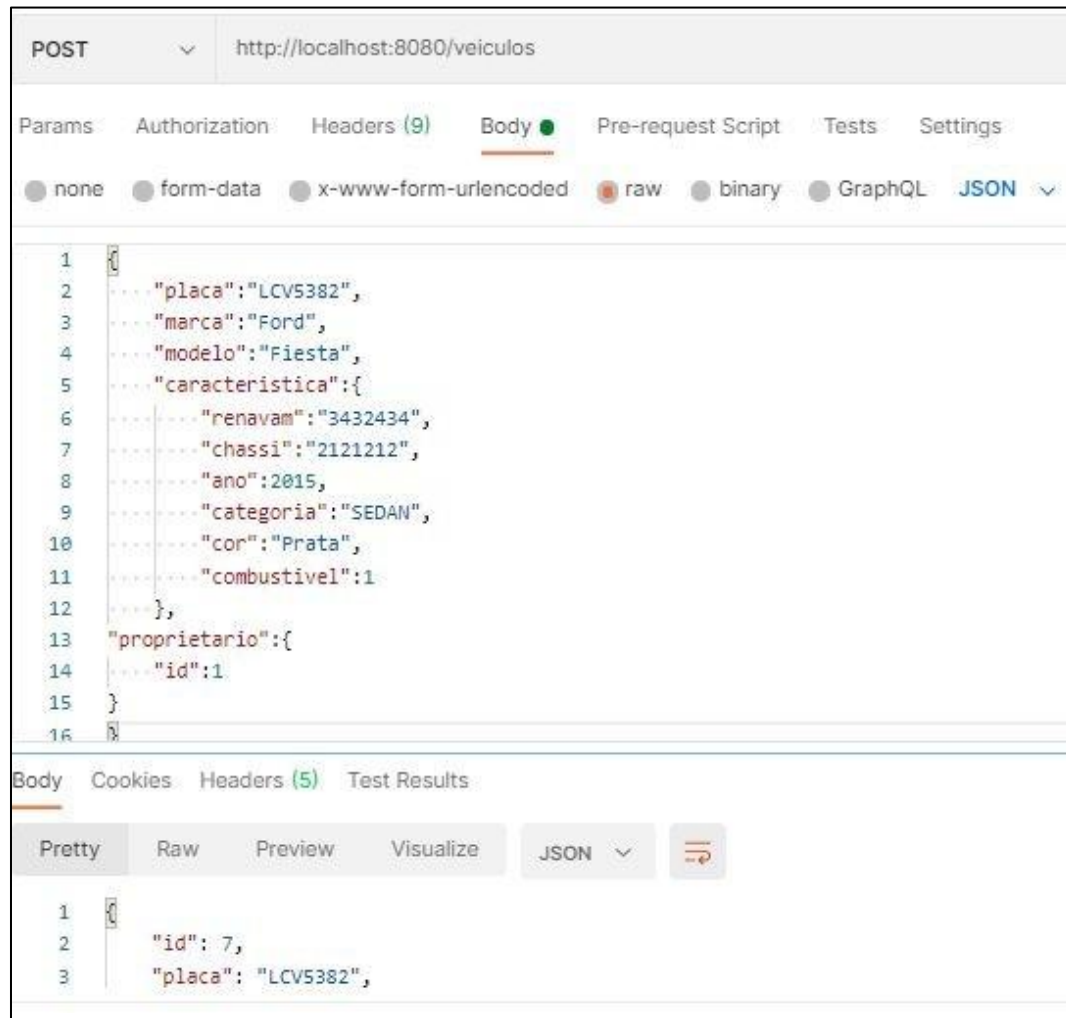 POST http://localhost:8080/veiculos
Params Authorization Headers (9) Body Pre-request Script Tests Settings
none form-data x-www-form-urlencoded raw binary GraphQL JSON
1 {
2 "placa":"LCV5382",
3 "marca":"Ford",
4 "modelo":"Fiesta",
5 "caracteristica":{
6 "renavam":"3432434",
7 "chassi":"2121212",
8 "ano":2015,
9 "categoria":"SEDAN",
10 "cor":"Prata",
11 "combustivel":1
12 },
13 "proprietario":{
14 "id":1
15 }
16 }
Body Cookies Headers (5) Test Results
Pretty Raw Preview Visualize JSON
1 {
2 "id": 7,
3 "placa": "LCV5382",